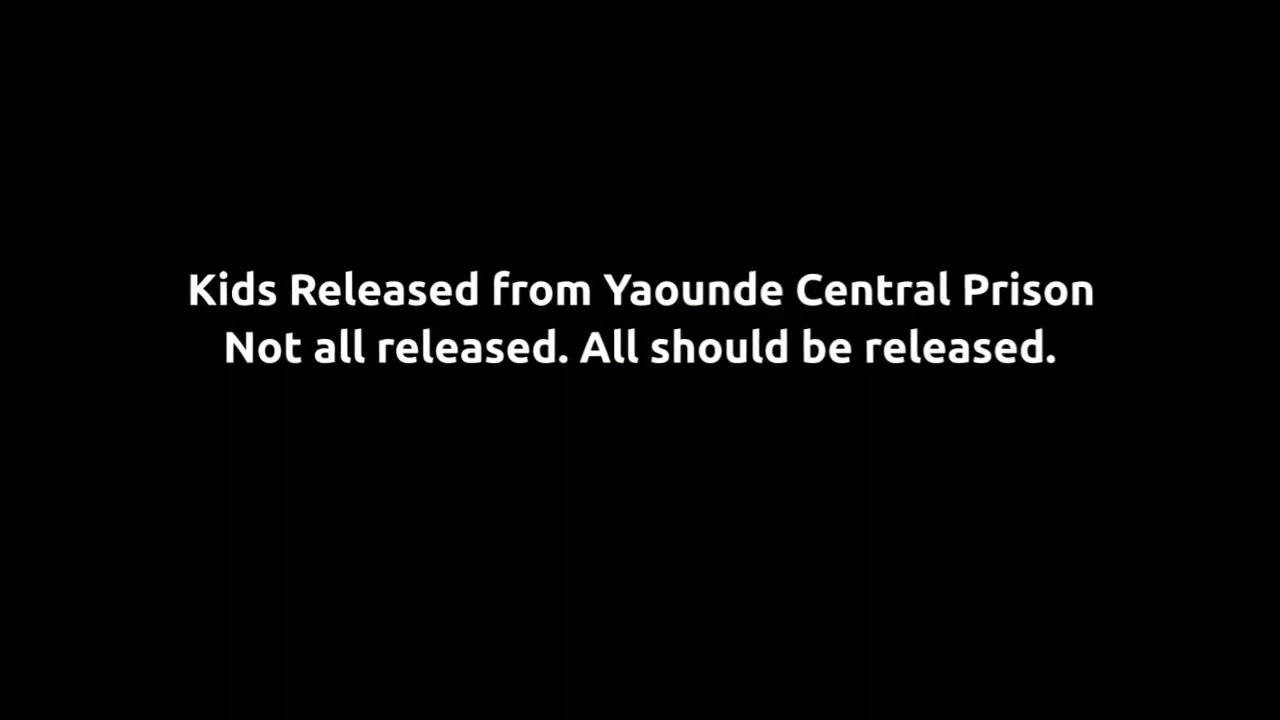 Kids Released from Yaounde Central Prison
Not all released. All should be released.